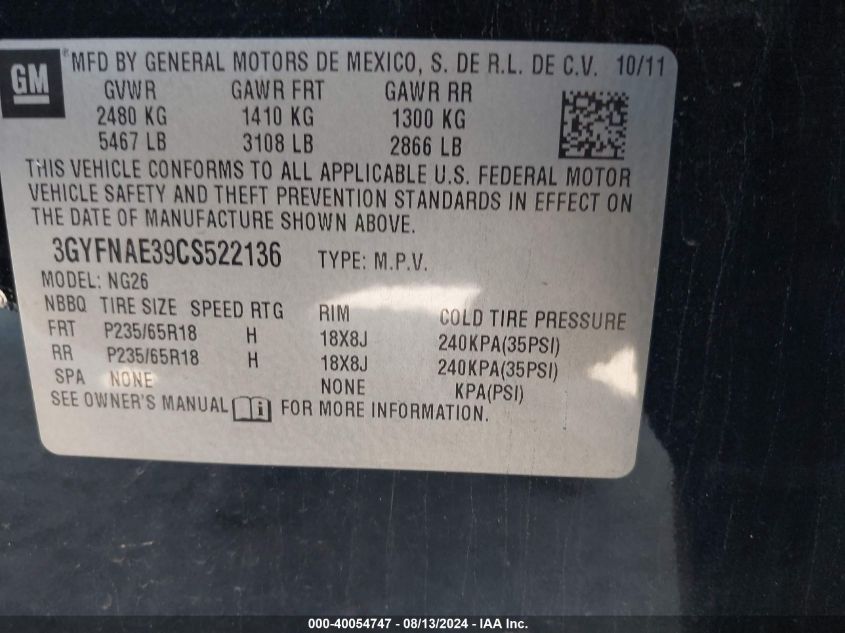 GM
® MFD BY GENERAL MOTORS DE MEXICO, S. DE R.L. DE C.V. 10/11
GVWR GAWR FRT GAWR RR
2480 KG 1410 KG 1300 KG
5467 LB 3108 LB 2866 LB
THIS VEHICLE CONFORMS TO ALL APPLICABLE U.S. FEDERAL MOTOR
VEHICLE SAFETY AND THEFT PREVENTION STANDARDS IN EFFECT ON
THE DATE OF MANUFACTURE SHOWN ABOVE.
3GYFNAE39CS522136 TYPE: M.P.V.
MODEL: NG26
NBBQ TIRE SIZE SPEED RTG RIM COLD TIRE PRESSURE
FRT P235/65R18 H 18X8J 240KPA(35PSI)
RR P235/65R18 H 18X8J 240KPA(35PSI)
SPA NONE NONE KPA(PSI)
SEE OWNER'S MANUAL i FOR MORE INFORMATION.
000-40054747 - 08/13/2024 - IAA Inc.